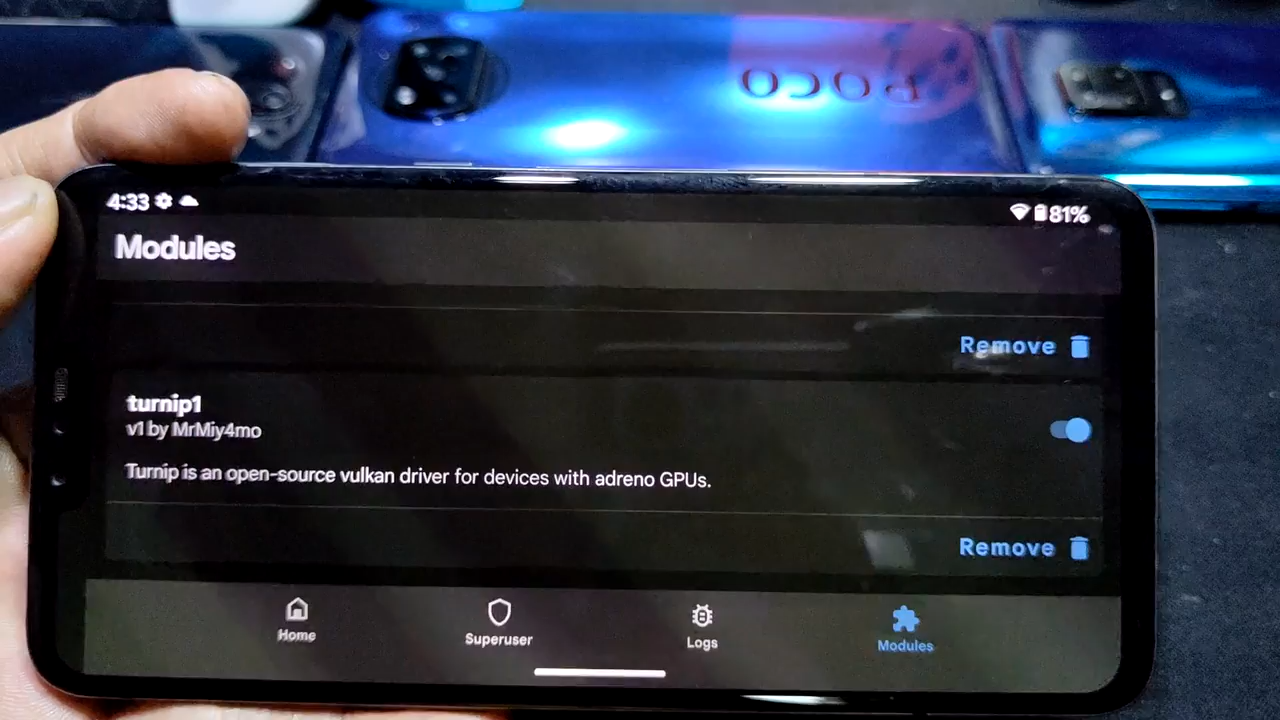 POCO
4:33
81%
Modules
Remove
turnip1
v1 by MrMiy4mo
Turnip is an open-source vulkan driver for devices with adreno GPUs.
Remove
Home
Superuser
Logs
Modules